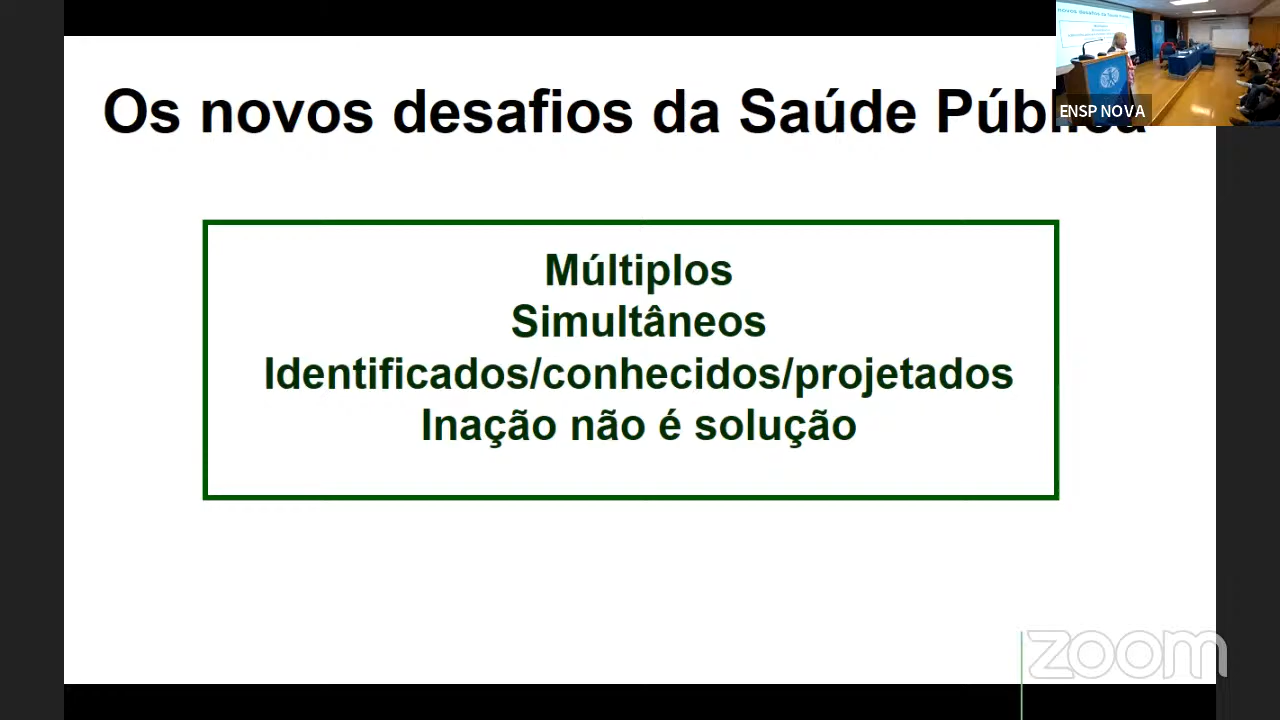 Os novos desafios da Saúde Pública
ENSP NOVA
Múltiplos
Simultâneos
Identificados/conhecidos/projetados
Inação não é solução
zoom